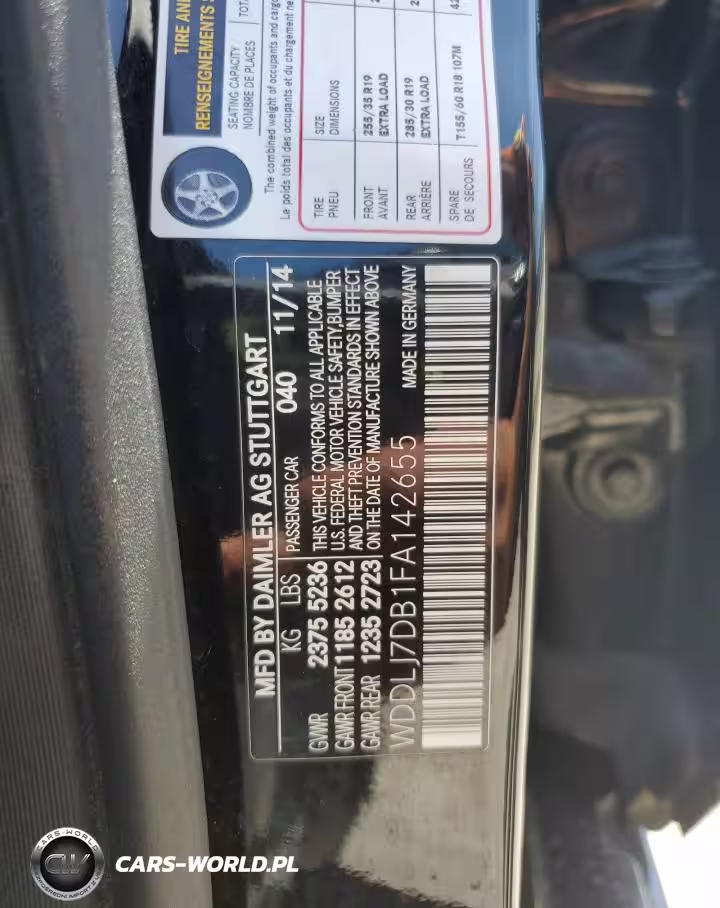 TIRE AND
RENSEIGNEMENTS S
SEATING CAPACITY
NOMBRE DE PLACES
TOTA
The combined weight of occupants and cargo
Le poids total des occupants et du chargement ne
TIRE
PNEU
SIZE
DIMENSIONS
FRONT
AVANT
255/35 R19
EXTRA LOAD
REAR
ARRIÈRE
285/30 R19
EXTRA LOAD
SPARE
DE SECOURS
T155/60 R18 107M
MFD BY DAIMLER AG STUTTGART
KG LBS PASSENGER CAR 040 11/14
GVWR 2375 5236
GAWR FRONT 1185 2612
GAWR REAR 1235 2723
THIS VEHICLE CONFORMS TO ALL APPLICABLE
U.S. FEDERAL MOTOR VEHICLE SAFETY,BUMPER
AND THEFT PREVENTION STANDARDS IN EFFECT
ON THE DATE OF MANUFACTURE SHOWN ABOVE
WDDLJ7DB1FA142655 MADE IN GERMANY
CARS-WORLD
CW
CARS-WORLD.PL